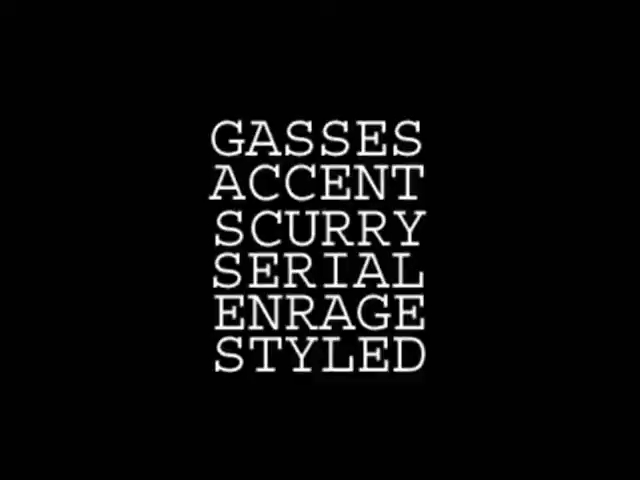 GASSES
ACCENT
SCURRY
SERIAL
ENRAGE
STYLED